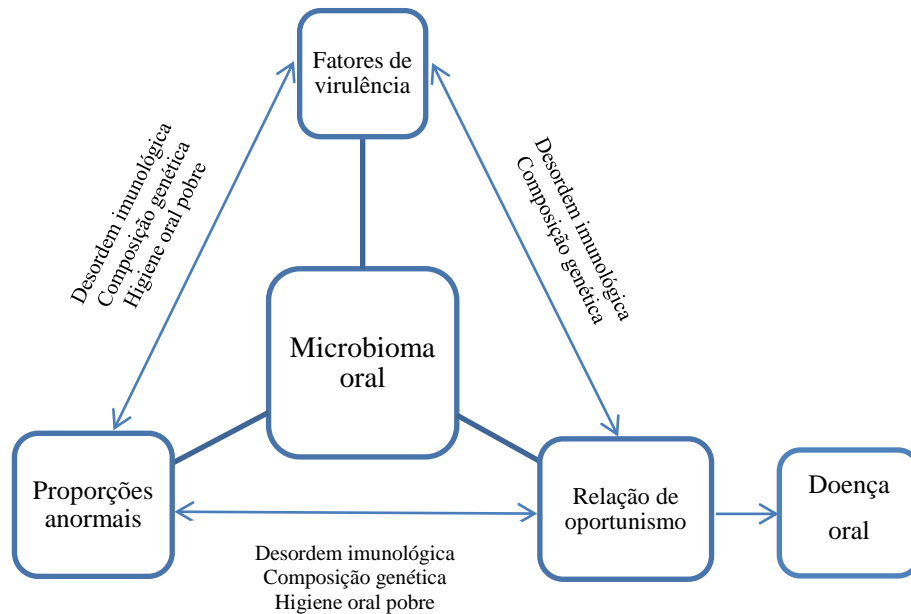 Fatores de
virulência
Desordem imunológica
Composição genética
Higiene oral pobre
Desordem imunológica
Composição genética
Microbioma
oral
Proporções
anormais
Relação de
oportunismo
Doença
oral
Desordem imunológica
Composição genética
Higiene oral pobre